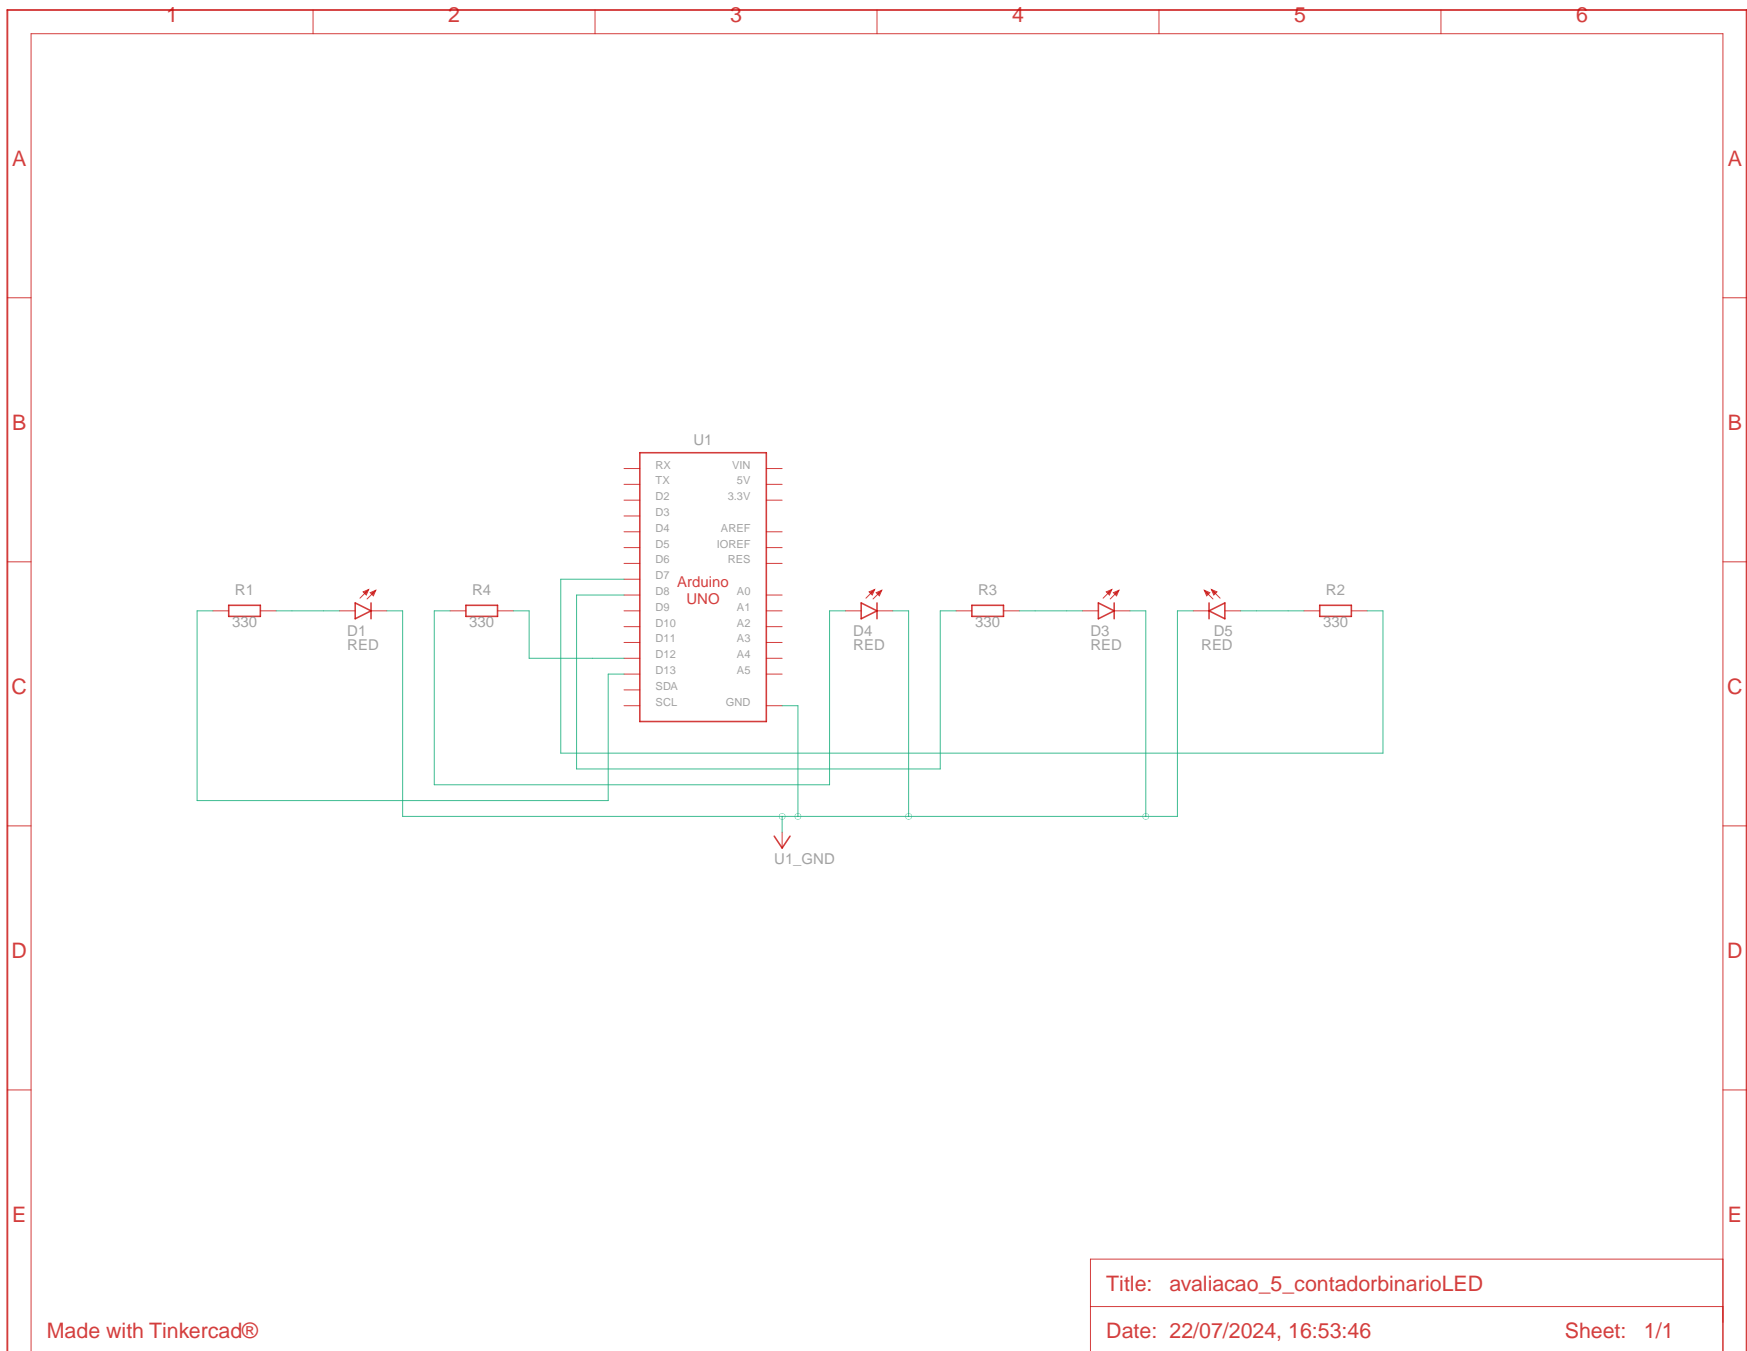 1 2 3 4 5 6
A A
B B
U1
RX VIN
TX 5V
D2 3.3V
D3
D4 AREF
D5 IOREF
D6 RES
D7
Arduino
UNO
D8 A0
D9 A1
D10 A2
D11 A3
D12 A4
D13 A5
SDA
SCL GND
R1
330
D1
RED
R4
330
D4
RED
R3
330
D3
RED
D5
RED
R2
330
C C
U1_GND
D D
E E
Title: avaliacao_5_contadorbinarioLED
Made with Tinkercad®
Date: 22/07/2024, 16:53:46 Sheet: 1/1